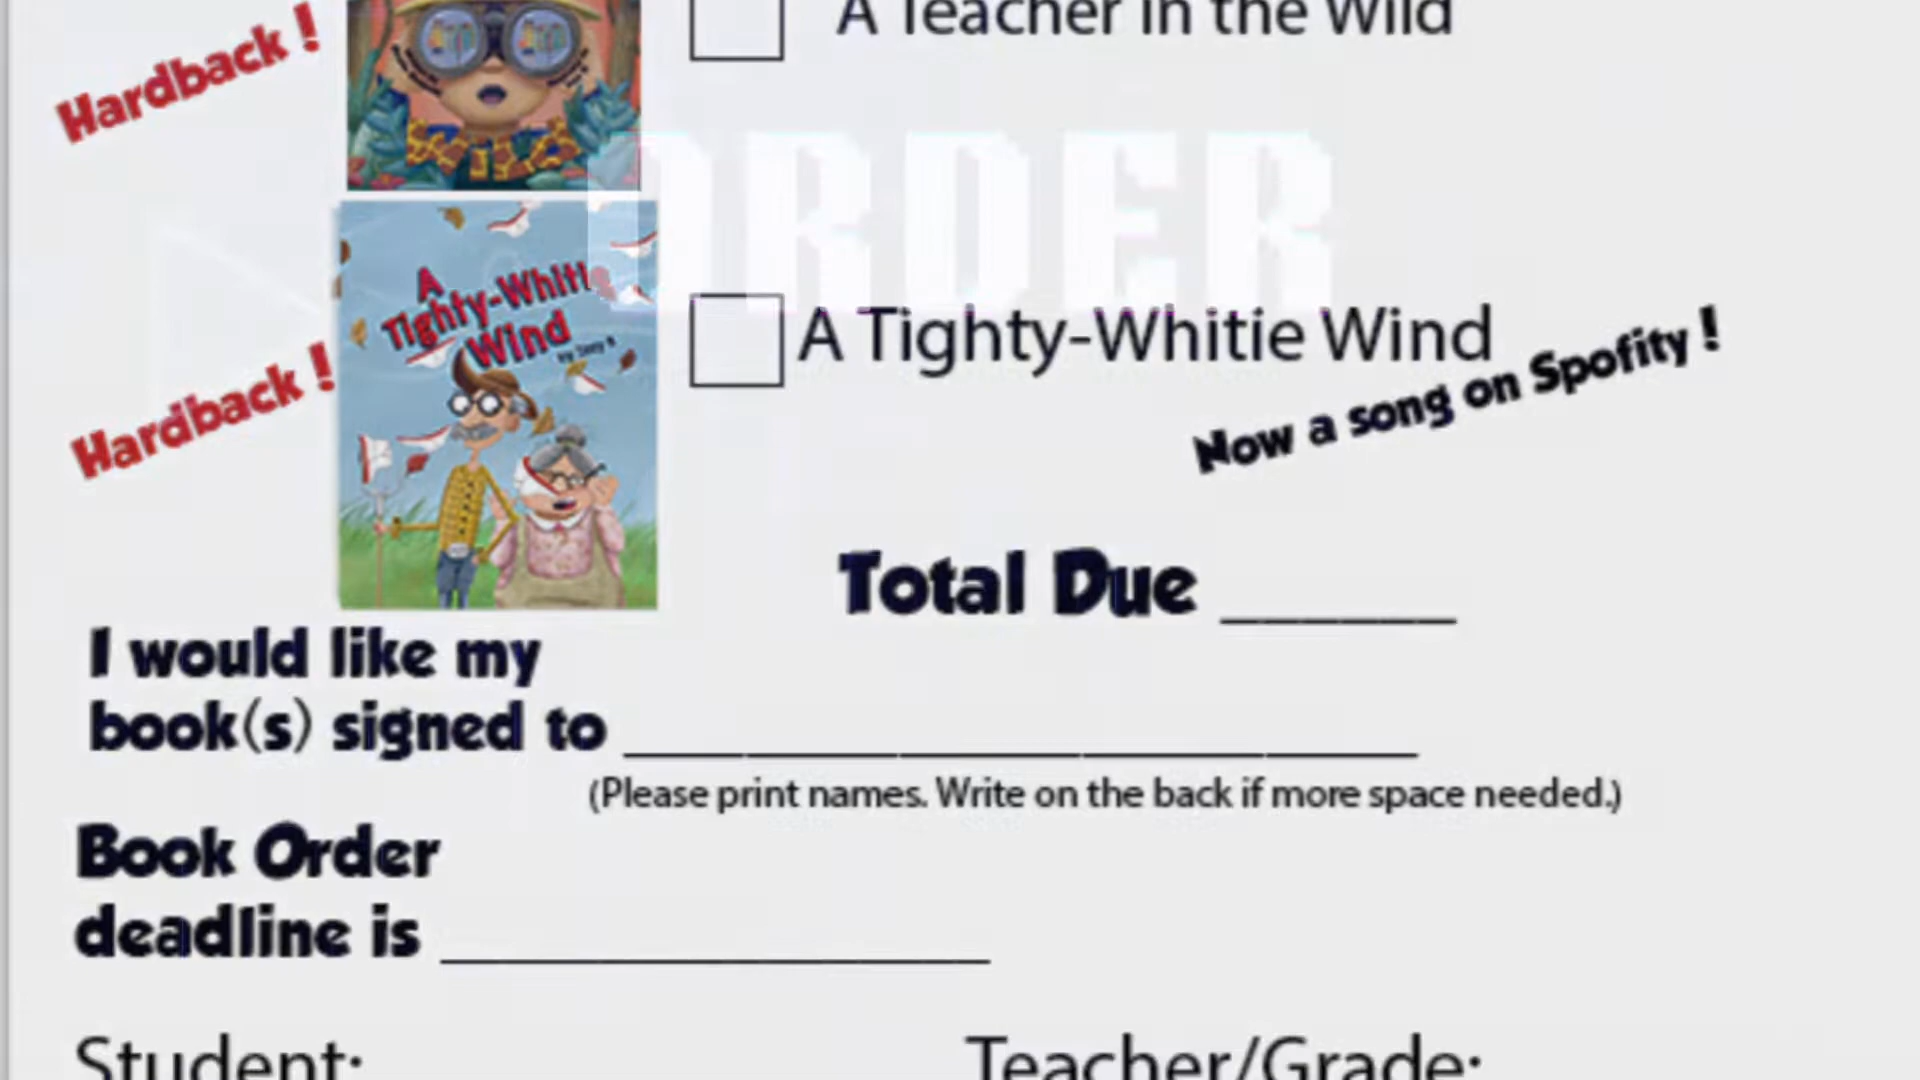 Hardback !
WILD
A Teacher in the Wild
ORDER
Hardback !
A
Tighty-Whitie
Wind
A Tighty-Whitie Wind
Now a song on Spofity !
Total Due ______
I would like my
book(s) signed to ____________________
(Please print names. Write on the back if more space needed.)
Book Order
deadline is ______________
Student:
Teacher/Grade: